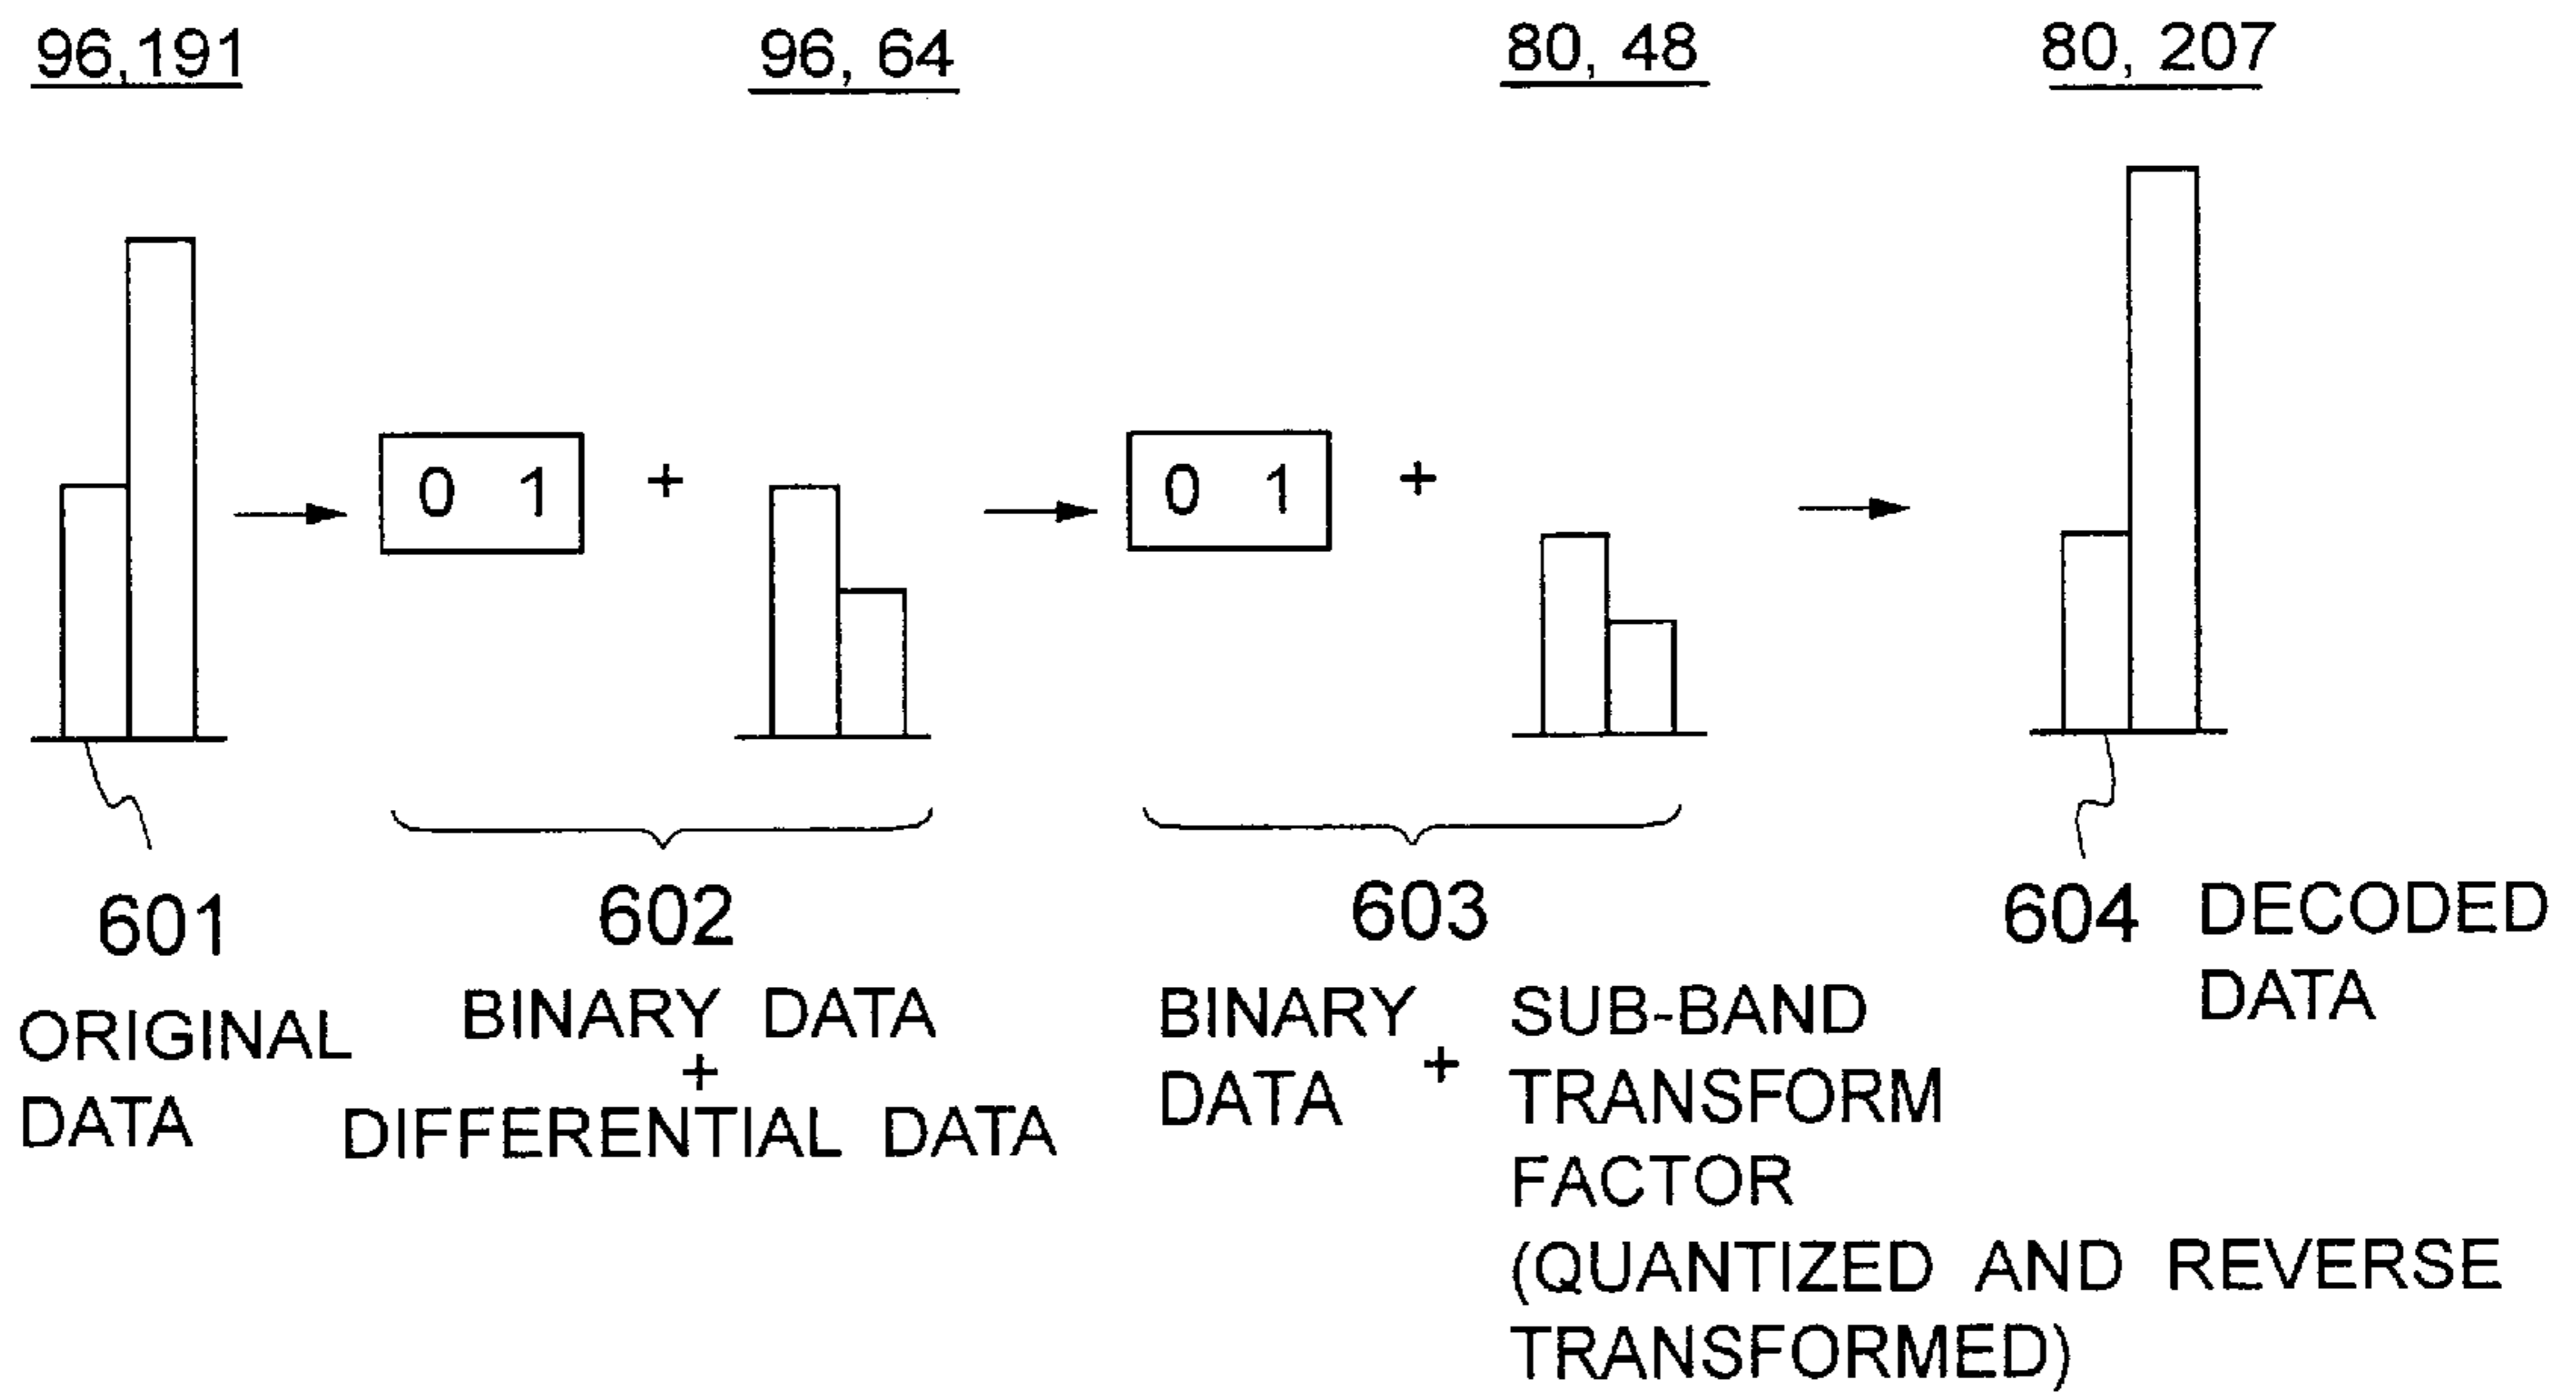 96,191
96, 64
80, 48
80, 207
0 1
+
0 1
+
601
ORIGINAL
DATA
602
BINARY DATA
+
DIFFERENTIAL DATA
603
BINARY
DATA
+
SUB-BAND
TRANSFORM
FACTOR
(QUANTIZED AND REVERSE
TRANSFORMED)
604 DECODED
DATA